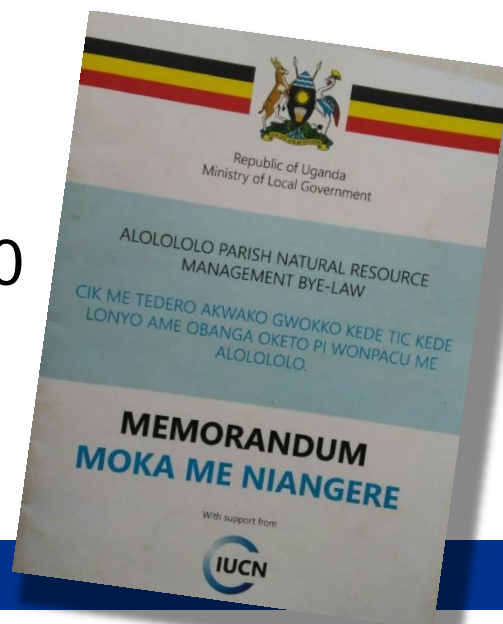 0
Republic of Uganda
Ministry of Local Government
ALOLOLOLO PARISH NATURAL RESOURCE
MANAGEMENT BYE-LAW
CIK ME TEDERO AKWAKO GWOKKO KEDE TIC KEDE
LONYO AME OBANGA OKETO PI WONPACU ME
ALOLOLOLO.
MEMORANDUM
MOKA ME NIANGERE
With support from
IUCN